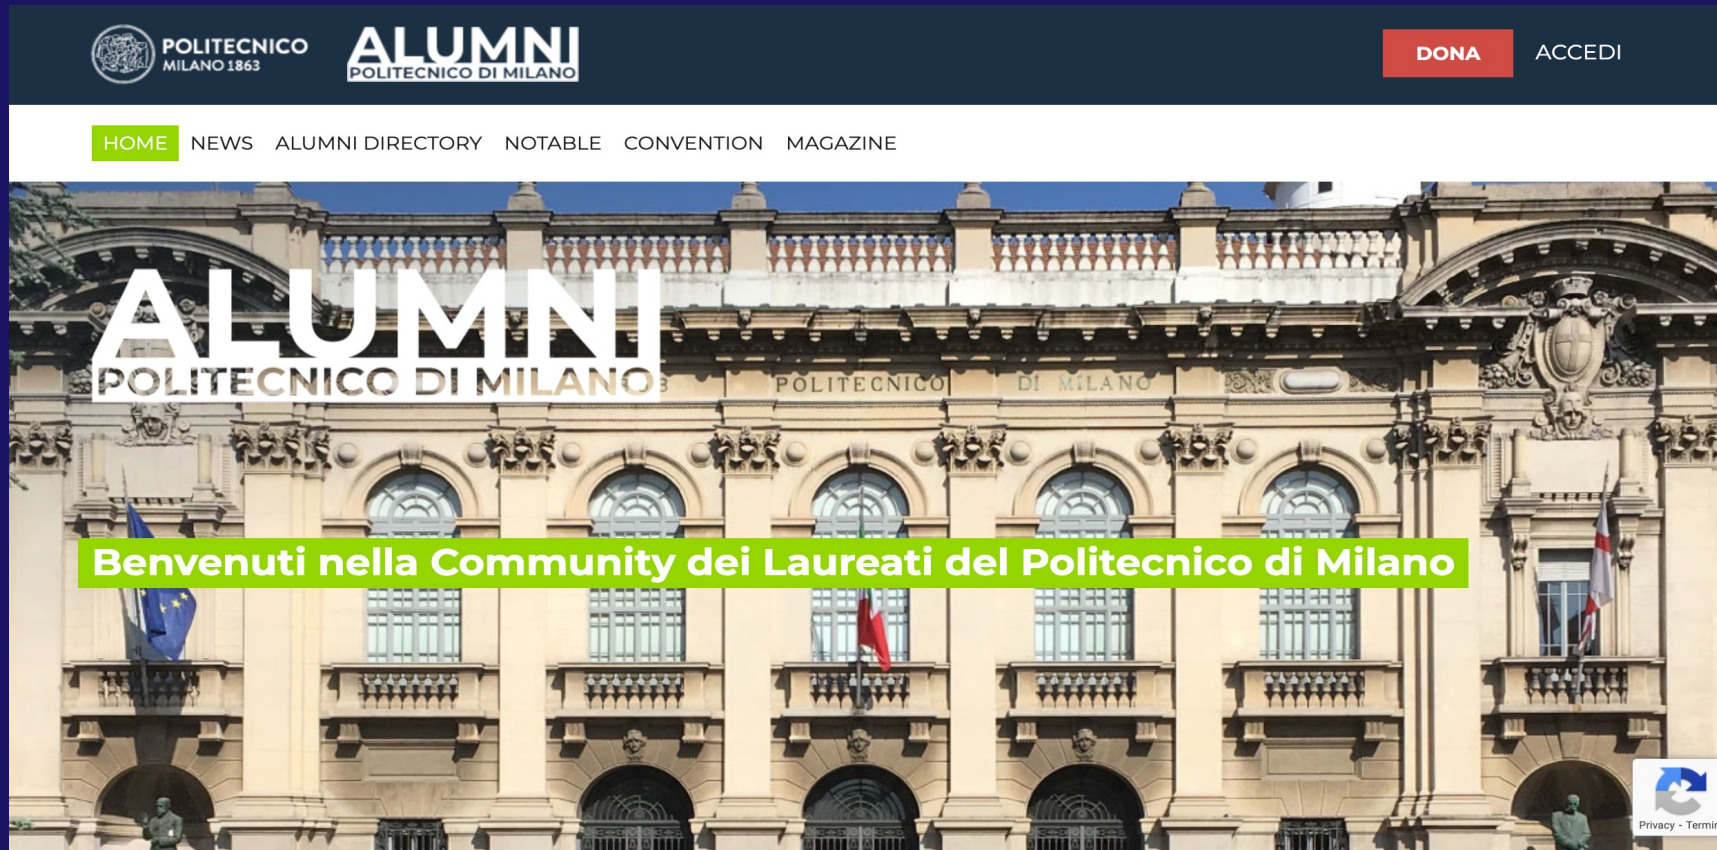 POLITECNICO
MILANO 1863
ALUMNI
POLITECNICO DI MILANO
DONA
ACCEDI
HOME NEWS ALUMNI DIRECTORY NOTABLE CONVENTION MAGAZINE
ALUMNI
POLITECNICO DI MILANO
POLITECNICO DI MILANO
Benvenuti nella Community dei Laureati del Politecnico di Milano
Privacy -